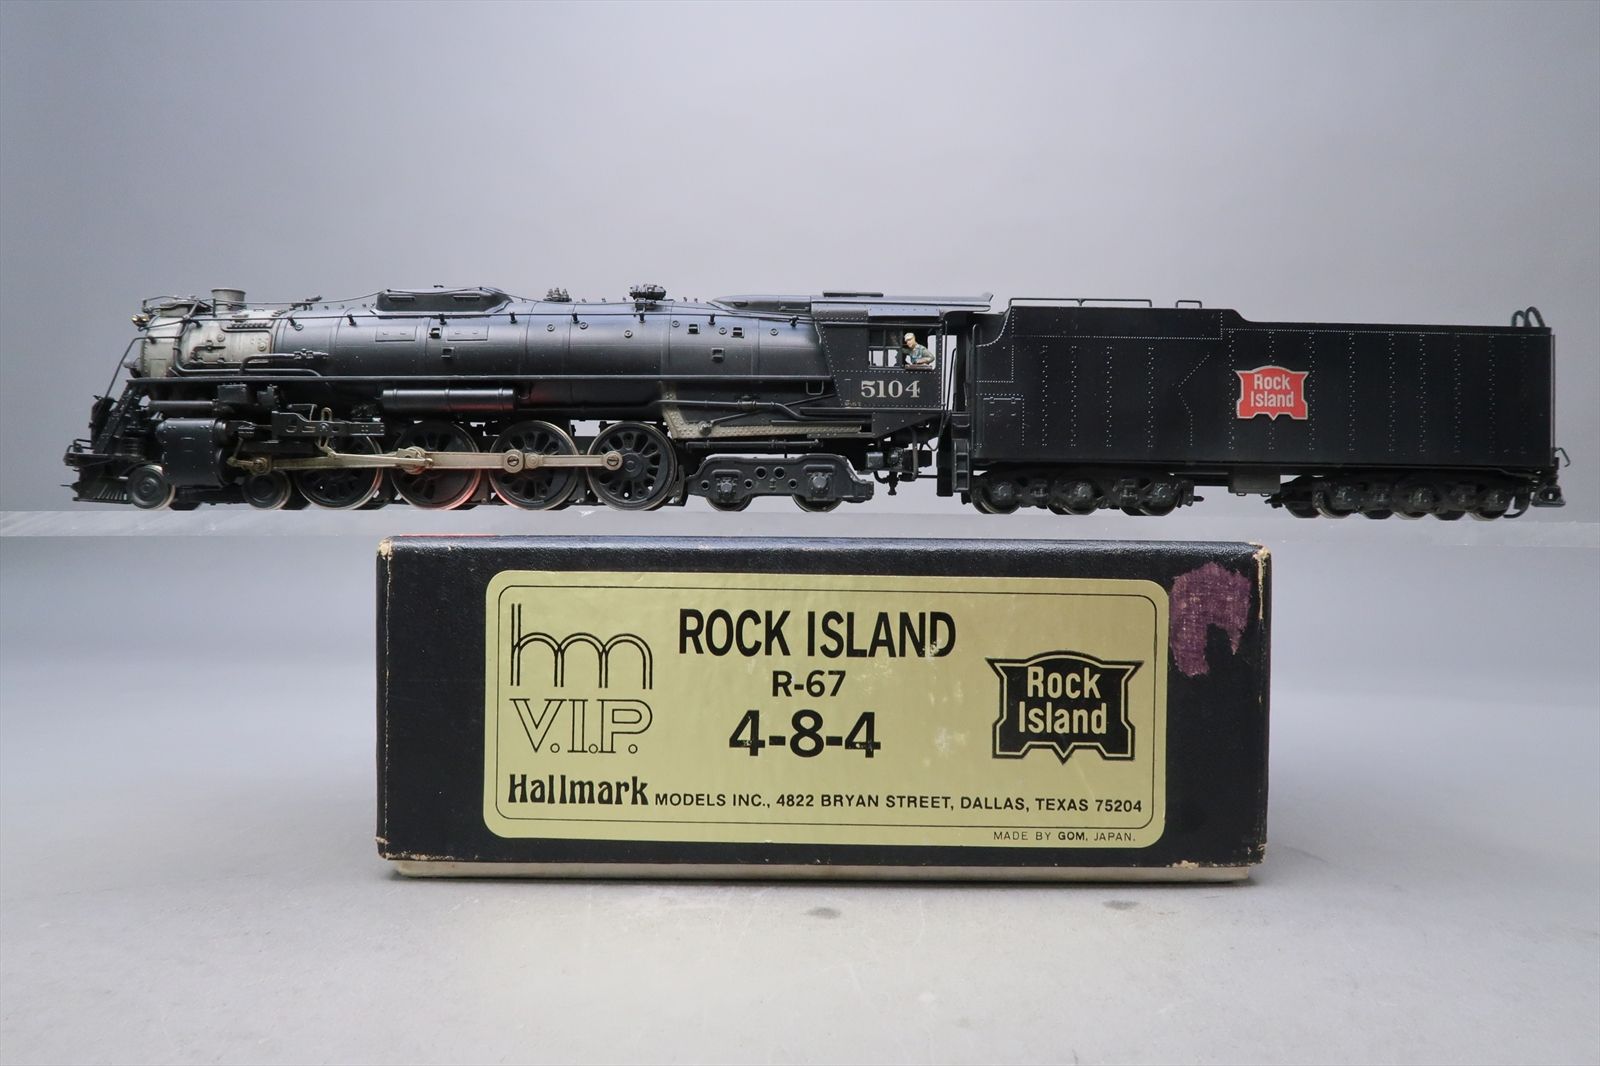 5104
Rock
Island
hm
V.I.P.
ROCK ISLAND
R-67
4-8-4
Rock
Island
Hallmark MODELS INC., 4822 BRYAN STREET, DALLAS, TEXAS 75204
MADE BY GOM, JAPAN.